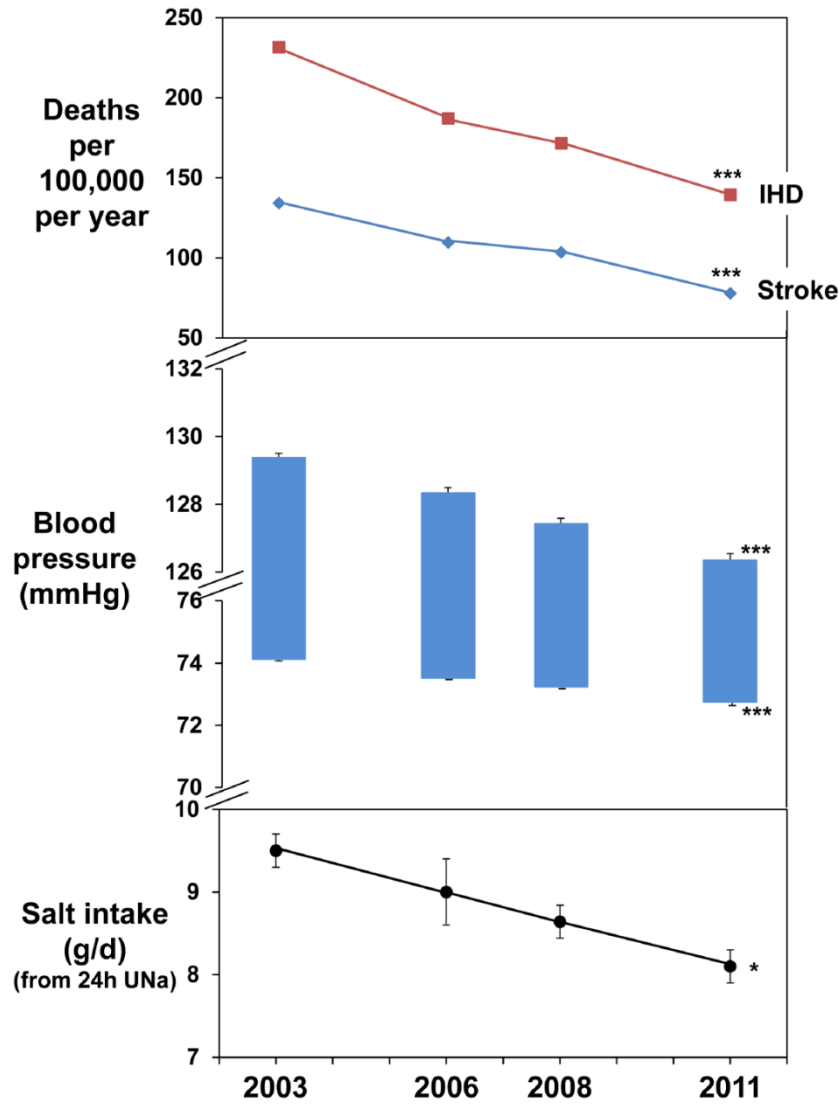 250
200
150
100
50
Deaths
per
100,000
per year
***
IHD
***
Stroke
132
130
128
126
76
74
72
70
Blood
pressure
(mmHg)
***
***
10
9
8
7
Salt intake
(g/d)
(from 24h UNa)
*
2003 2006 2008 2011